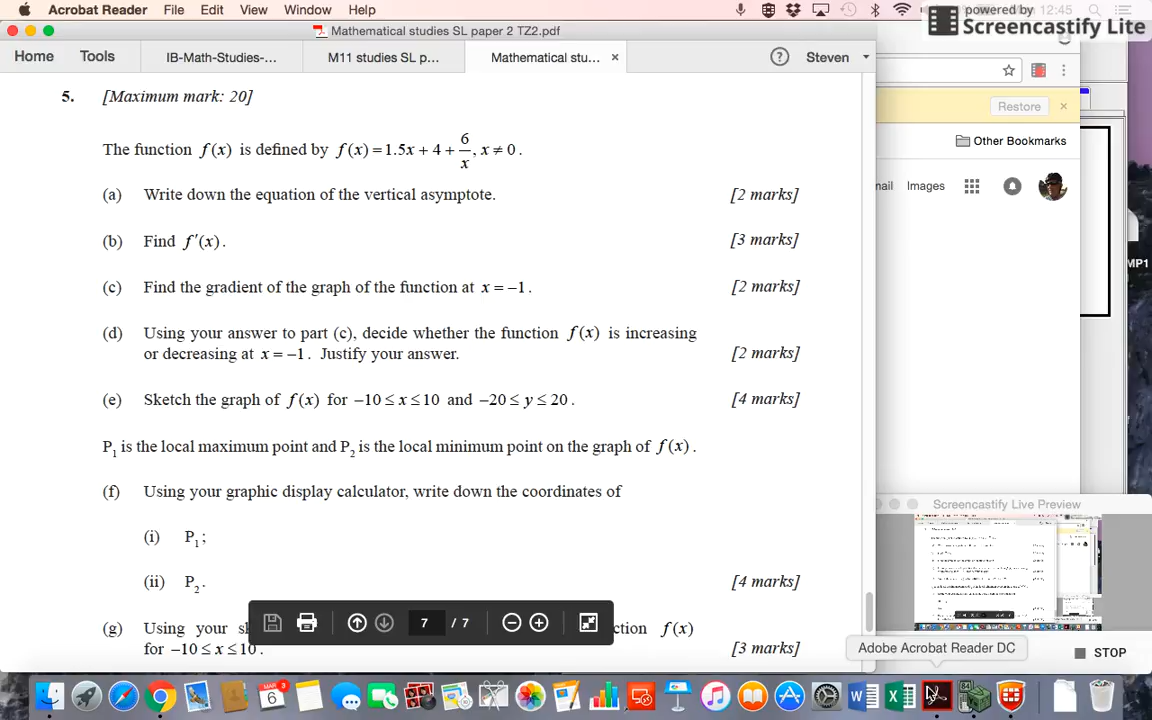 Acrobat Reader File Edit View Window Help
12:45
powered by
Screencastify Lite
Mathematical studies SL paper 2 TZ2.pdf
Home Tools IB-Math-Studies-... M11 studies SL p... Mathematical stu... × ? Steven
Restore ×
Other Bookmarks
nail Images
5. [Maximum mark: 20]
The function f(x) is defined by f(x) = 1.5x + 4 + 6/x, x ≠ 0.
(a) Write down the equation of the vertical asymptote. [2 marks]
(b) Find f′(x). [3 marks]
(c) Find the gradient of the graph of the function at x = −1. [2 marks]
(d) Using your answer to part (c), decide whether the function f(x) is increasing
or decreasing at x = −1. Justify your answer. [2 marks]
(e) Sketch the graph of f(x) for −10 ≤ x ≤ 10 and −20 ≤ y ≤ 20. [4 marks]
P1 is the local maximum point and P2 is the local minimum point on the graph of f(x).
(f) Using your graphic display calculator, write down the coordinates of
(i) P1;
(ii) P2. [4 marks]
(g) Using your ction f(x)
for −10 ≤ x ≤ 10. [3 marks]
7 / 7
MP1
Screencastify Live Preview
Adobe Acrobat Reader DC
STOP
MAR
6
3